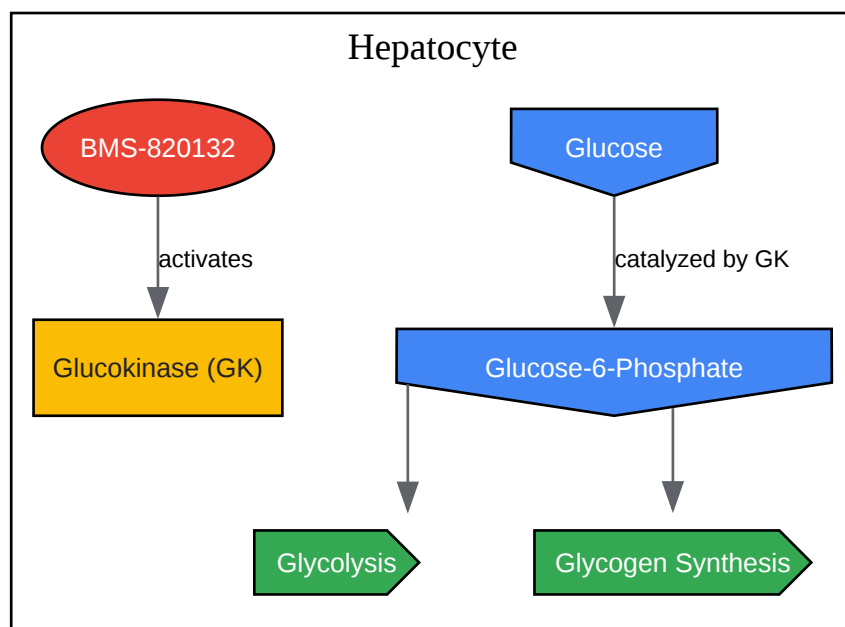 Hepatocyte
BMS-820132
Glucose
activates
catalyzed by GK
Glucokinase (GK)
Glucose-6-Phosphate
Glycolysis
Glycogen Synthesis